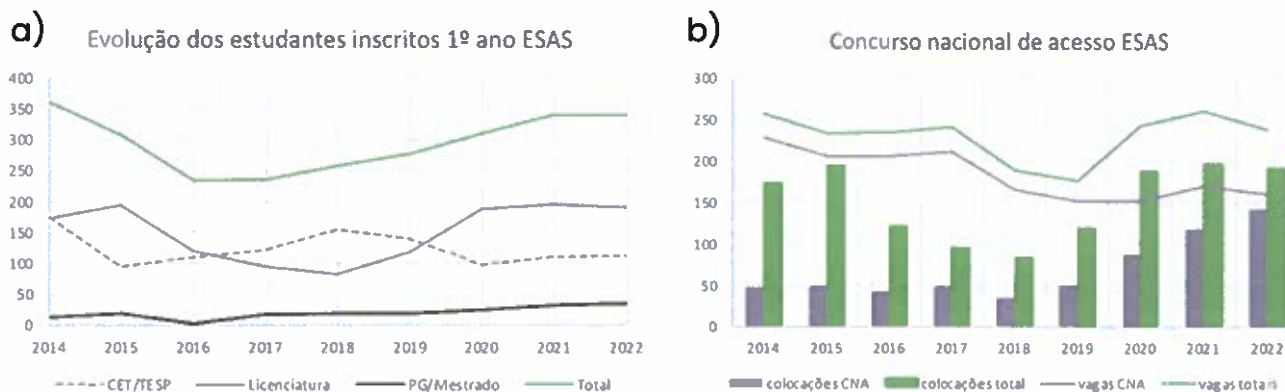 a)
Evolução dos estudantes inscritos 1º ano ESAS
400
350
300
250
200
150
100
50
0
2014 2015 2016 2017 2018 2019 2020 2021 2022
CET/TESP Licenciatura PG/Mestrado Total
b)
Concurso nacional de acesso ESAS
300
250
200
150
100
50
0
2014 2015 2016 2017 2018 2019 2020 2021 2022
colocações CNA colocações total vagas CNA vagas totais